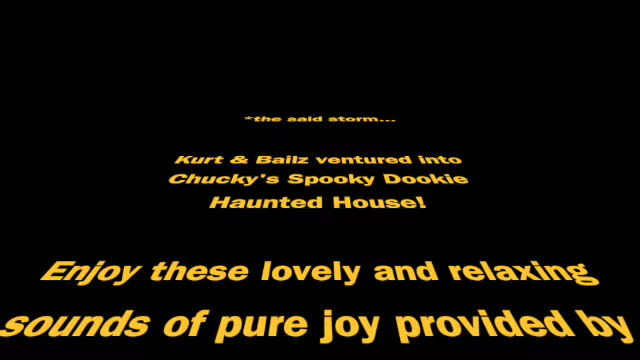 *the said storm...
Kurt & Bailz ventured into
Chucky's Spooky Dookie
Haunted House!
Enjoy these lovely and relaxing
sounds of pure joy provided by